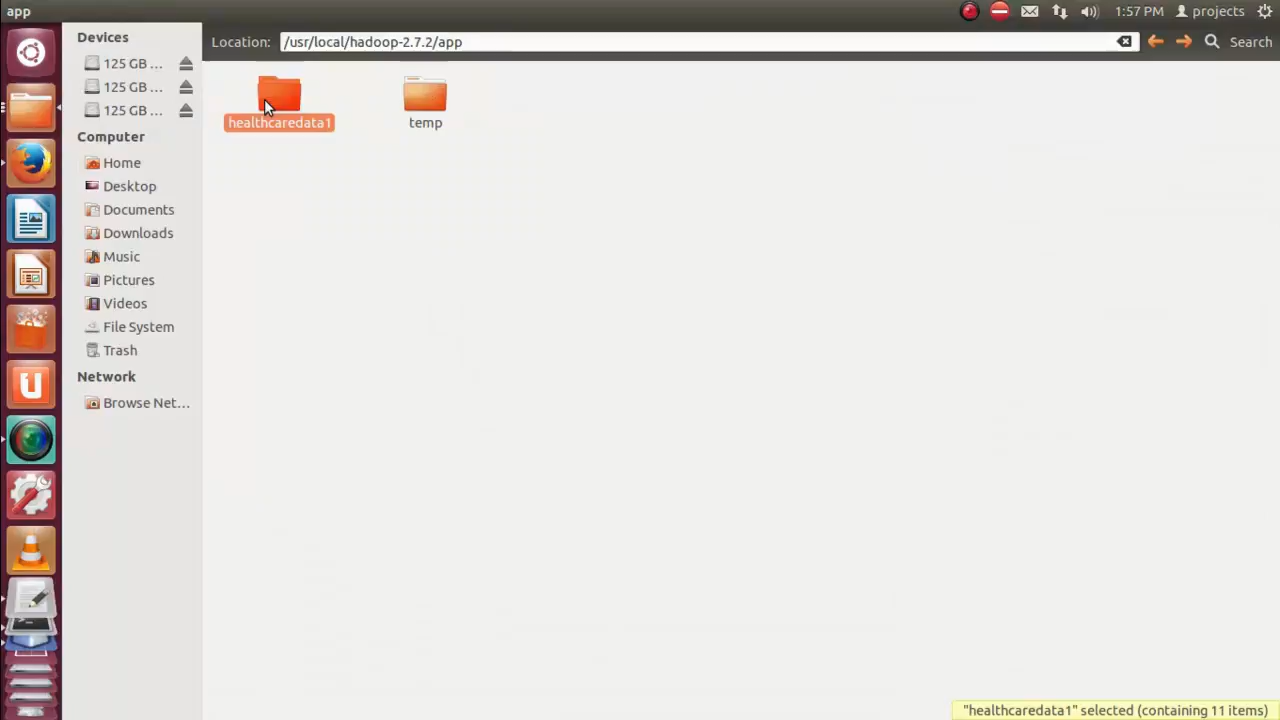 app
1:57 PM
projects
Devices
125 GB ...
125 GB ...
125 GB ...
Computer
Home
Desktop
Documents
Downloads
Music
Pictures
Videos
File System
Trash
Network
Browse Net...
Location:
/usr/local/hadoop-2.7.2/app
Search
healthcaredata1
temp
"healthcaredata1" selected (containing 11 items)